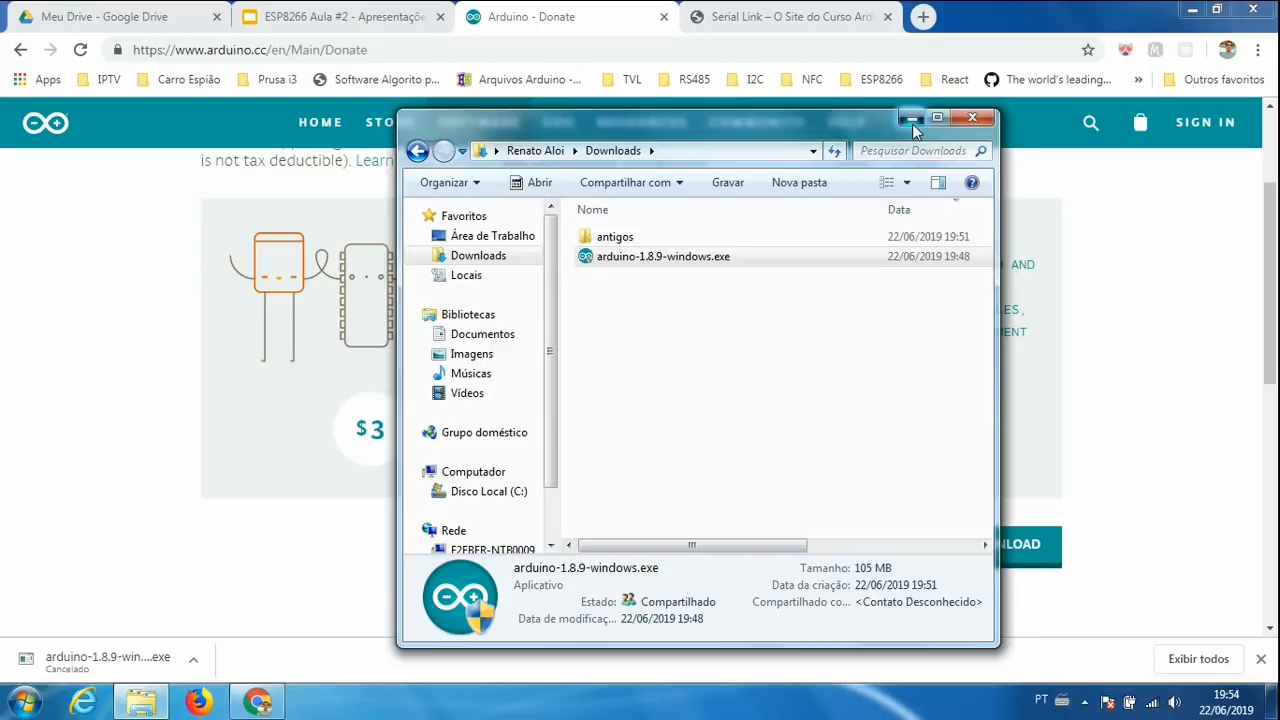 Meu Drive - Google Drive
ESP8266 Aula #2 - Apresentaçõe
Arduino - Donate
Serial Link – O Site do Curso Ard
https://www.arduino.cc/en/Main/Donate
Apps
IPTV
Carro Espião
Prusa i3
Software Algorito p...
Arquivos Arduino -...
TVL
RS485
I2C
NFC
ESP8266
React
The world's leading...
»
Outros favoritos
HOME
STO
SIGN IN
is not tax deductible). Learn
Renato Aloi
Downloads
Pesquisar Downloads
Organizar
Abrir
Compartilhar com
Gravar
Nova pasta
Nome
Data
Favoritos
Área de Trabalho
Downloads
Locais
Bibliotecas
Documentos
Imagens
Músicas
Vídeos
Grupo doméstico
Computador
Disco Local (C:)
Rede
antigos
22/06/2019 19:51
arduino-1.8.9-windows.exe
22/06/2019 19:48
AND
ES,
MENT
$3
NLOAD
arduino-1.8.9-windows.exe
Aplicativo
Estado: Compartilhado
Data de modificaç... 22/06/2019 19:48
Tamanho: 105 MB
Data da criação: 22/06/2019 19:51
Compartilhado co... <Contato Desconhecido>
arduino-1.8.9-win....exe
Cancelado
Exibir todos
PT
19:54
22/06/2019